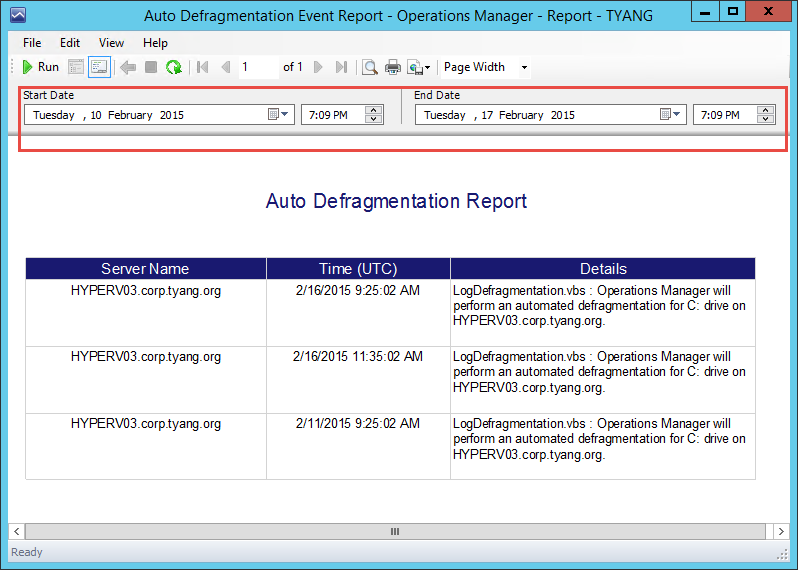 Auto Defragmentation Event Report - Operations Manager - Report - TYANG
File Edit View Help
Run 1 of 1 Page Width
Start Date End Date
Tuesday , 10 February 2015 7:09 PM Tuesday , 17 February 2015 7:09 PM
Auto Defragmentation Report
Server Name Time (UTC) Details
HYPERV03.corp.tyang.org 2/16/2015 9:25:02 AM LogDefragmentation.vbs : Operations Manager will
perform an automated defragmentation for C: drive on
HYPERV03.corp.tyang.org.
HYPERV03.corp.tyang.org 2/16/2015 11:35:02 AM LogDefragmentation.vbs : Operations Manager will
perform an automated defragmentation for C: drive on
HYPERV03.corp.tyang.org.
HYPERV03.corp.tyang.org 2/11/2015 9:25:02 AM LogDefragmentation.vbs : Operations Manager will
perform an automated defragmentation for C: drive on
HYPERV03.corp.tyang.org.
Ready